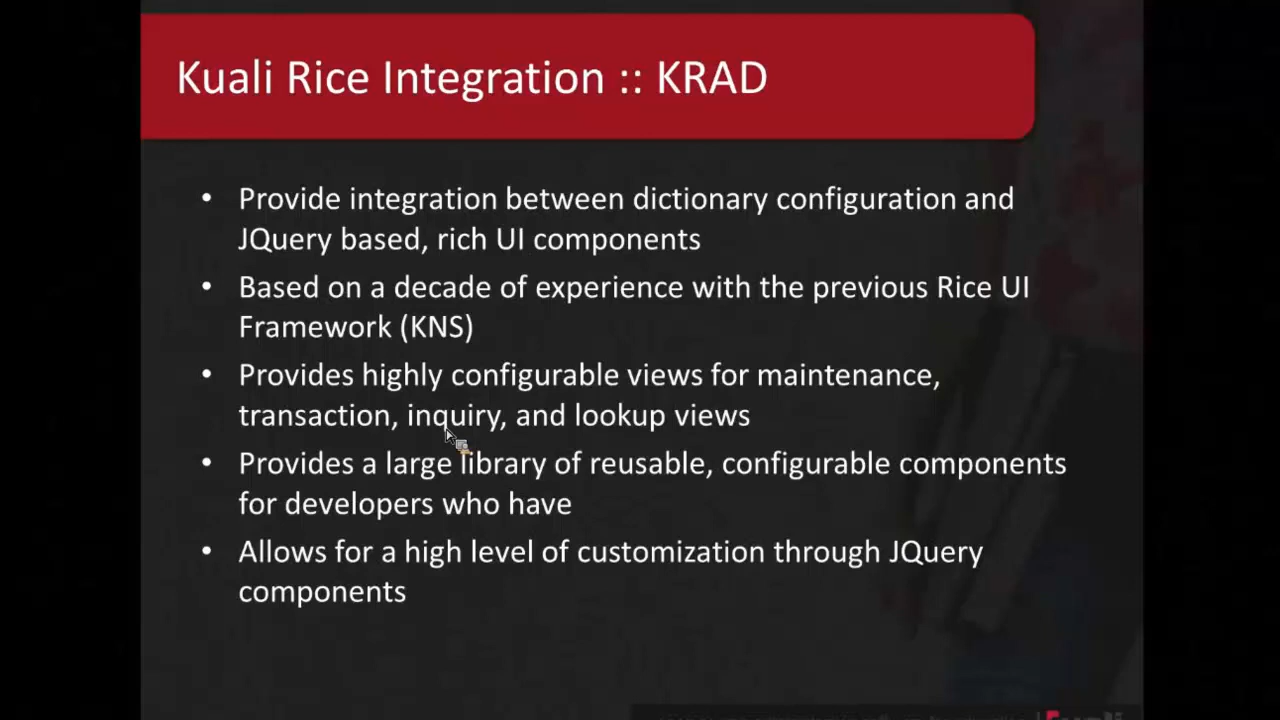 Kuali Rice Integration :: KRAD
• Provide integration between dictionary configuration and
JQuery based, rich UI components
• Based on a decade of experience with the previous Rice UI
Framework (KNS)
• Provides highly configurable views for maintenance,
transaction, inquiry, and lookup views
• Provides a large library of reusable, configurable components
for developers who have
• Allows for a high level of customization through JQuery
components